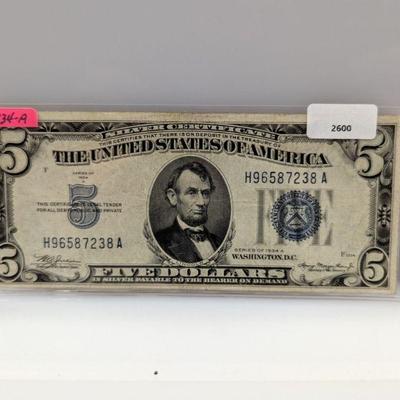 34-A
2600
SILVER CERTIFICATE
THIS CERTIFIES THAT THERE IS ON DEPOSIT IN THE TREASURY OF
5 THE UNITED STATES OF AMERICA 5
F
SERIES OF
1934
A
H96587238 A
5
THIS CERTIFICATE IS LEGAL TENDER
FOR ALL DEBTS PUBLIC AND PRIVATE
FIVE
H96587238 A
SERIES OF 1934 A
WASHINGTON, D.C.
5 FIVE DOLLARS 5
IN SILVER PAYABLE TO THE BEARER ON DEMAND